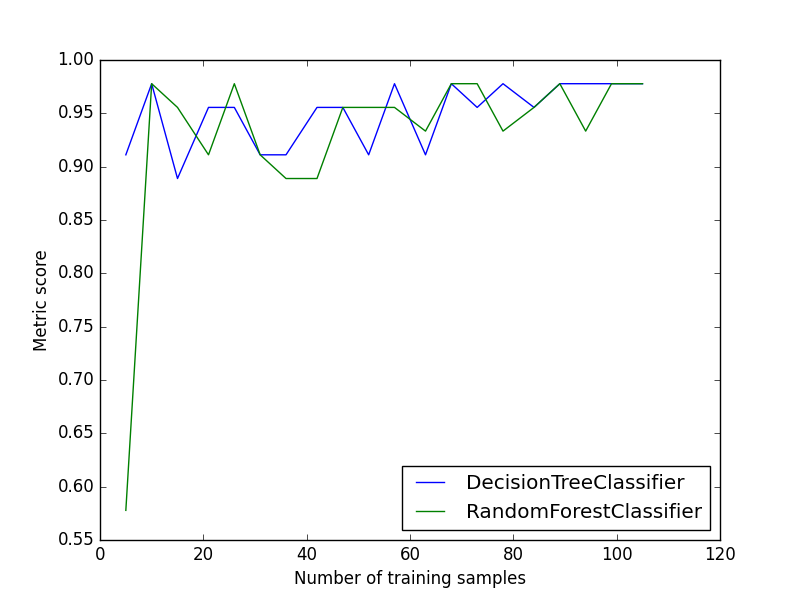 1.00
0.95
0.90
0.85
0.80
0.75
0.70
0.65
0.60
0.55
Metric score
0 20 40 60 80 100 120
Number of training samples
DecisionTreeClassifier
RandomForestClassifier